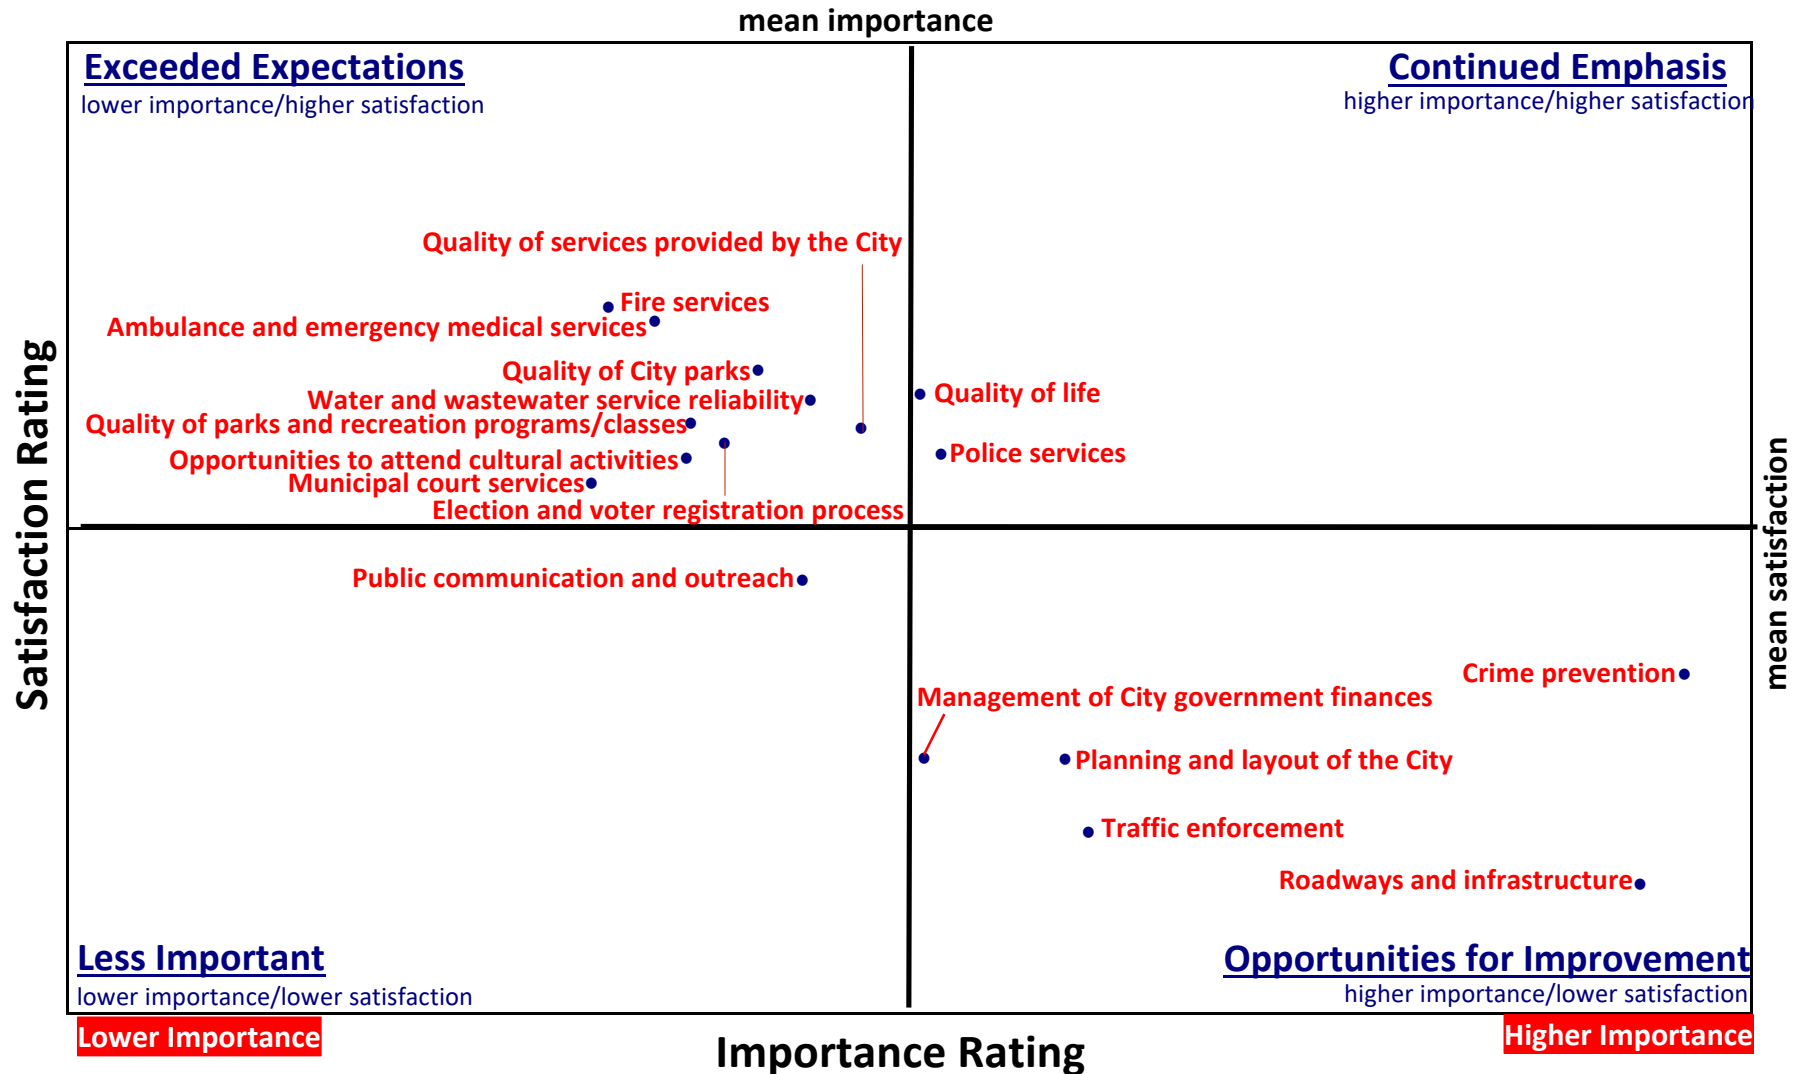 mean importance
Exceeded Expectations
lower importance/higher satisfaction
Continued Emphasis
higher importance/higher satisfaction
Quality of services provided by the City
Fire services
Ambulance and emergency medical services
Quality of City parks
Water and wastewater service reliability
Quality of parks and recreation programs/classes
Opportunities to attend cultural activities
Municipal court services
Election and voter registration process
Quality of life
Police services
Satisfaction Rating
mean satisfaction
Public communication and outreach
Crime prevention
Management of City government finances
Planning and layout of the City
Traffic enforcement
Roadways and infrastructure
Less Important
lower importance/lower satisfaction
Opportunities for Improvement
higher importance/lower satisfaction
Lower Importance
Importance Rating
Higher Importance